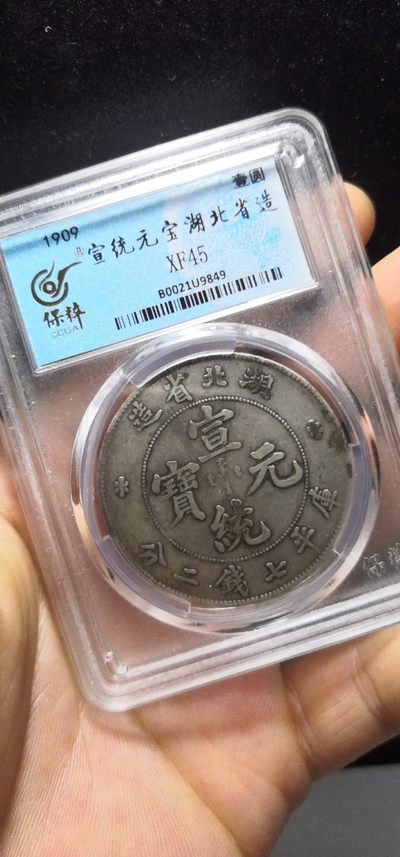 1909
壹圆
宣统元宝湖北省造
XF45
B0021U9849
保粹
CCGA
湖北省造
宣統元寶
庫平七錢二分